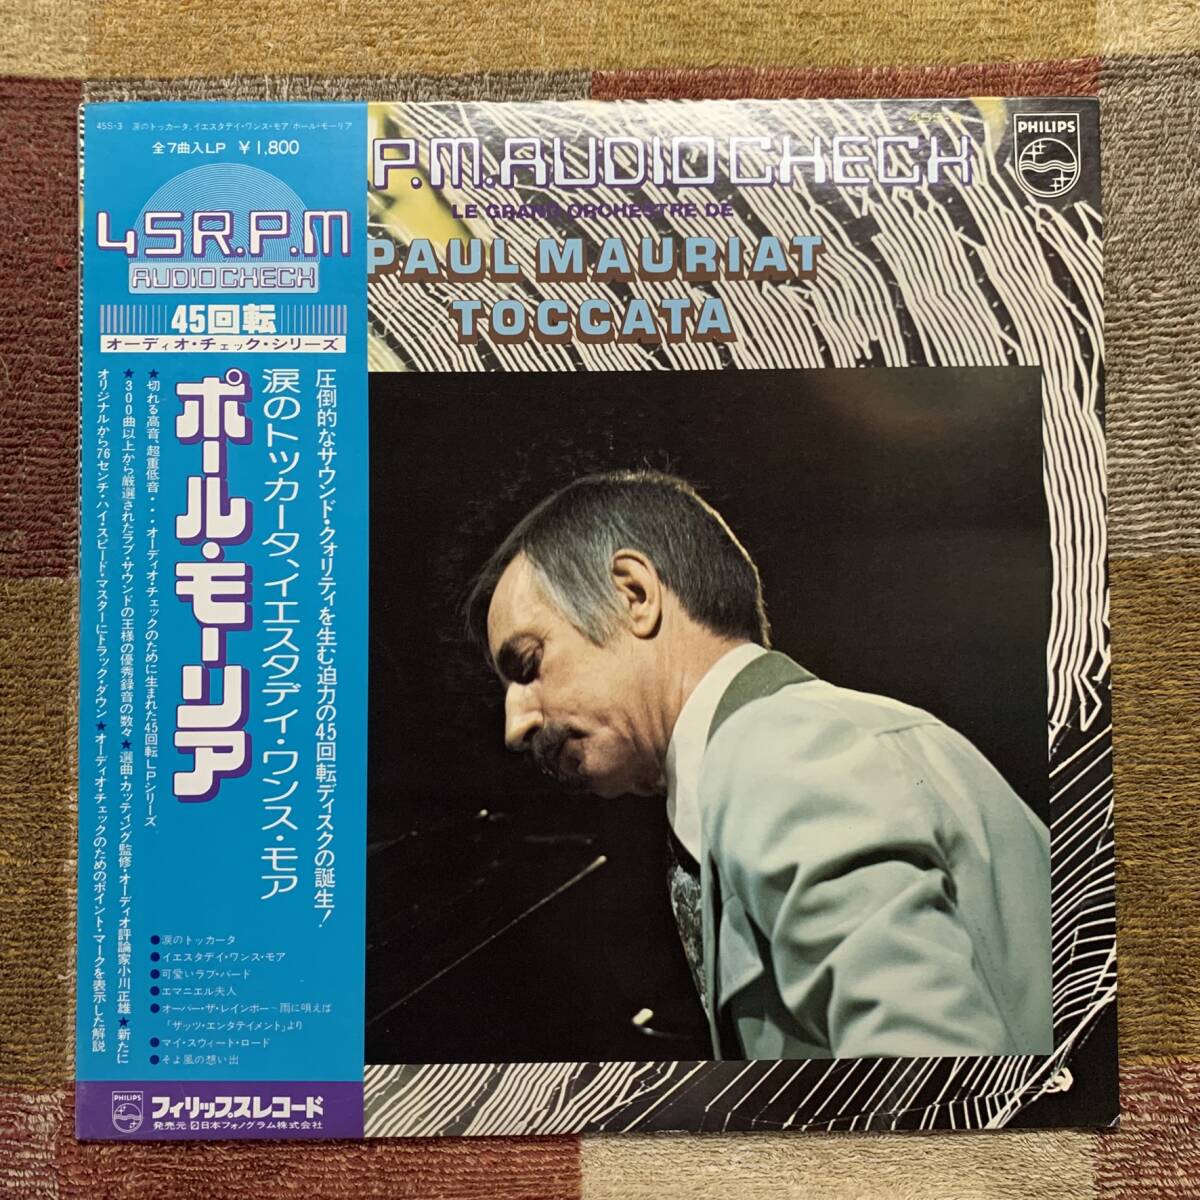 45S-3 涙のトッカータ、イエスタデイ・ワンス・モア/ポール・モーリア
全7曲入LP ¥1,800
45R.P.M
AUDIO CHECK
45回転
オーディオ・チェック・シリーズ
圧倒的なサウンド・クォリティを生む迫力の45回転ディスクの誕生!
涙のトッカータ、イエスタデイ・ワンス・モア
ポール・モーリア
★切れる高音、超重低音・・・オーディオ・チェックのために生まれた45回転LPシリーズ
★300曲以上から厳選されたラブ・サウンドの王様の優秀録音の数々★選曲・カッティング監修・オーディオ評論家小川正雄★新たに
オリジナルから76センチ・ハイ・スピード・マスターにトラック・ダウン★オーディオ・チェックのためのポイント・マークを表示した解説
●涙のトッカータ
●イエスタデイ・ワンス・モア
●可愛いラブ・バード
●エマニエル夫人
●オーバー・ザ・レインボー〜雨に唄えば
「ザッツ・エンタテイメント」より
●マイ・スウィート・ロード
●そよ風の想い出
PHILIPS
フィリップスレコード
発売元 日本フォノグラム株式会社
P.M. AUDIO CHECK
LE GRAND ORCHESTRE DE
PAUL MAURIAT
TOCCATA
PHILIPS